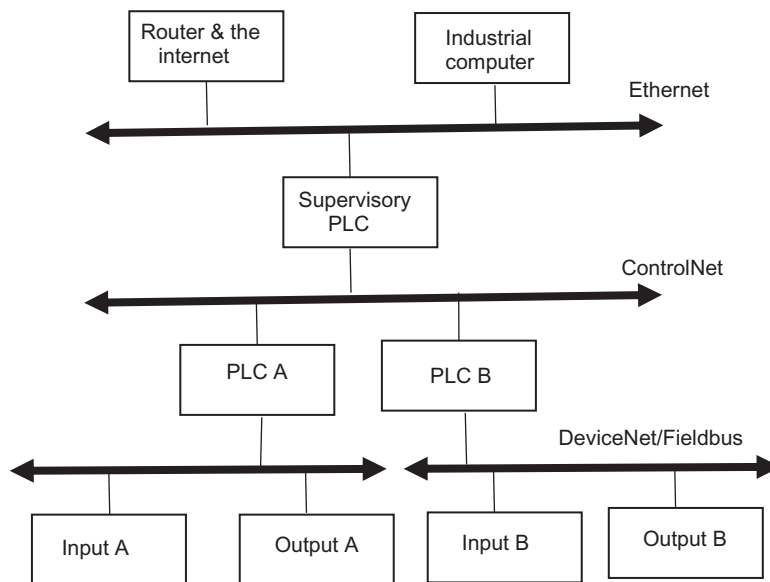 Router & the
internet
Industrial
computer
Ethernet
Supervisory
PLC
ControlNet
PLC A
PLC B
DeviceNet/Fieldbus
Input A
Output A
Input B
Output B